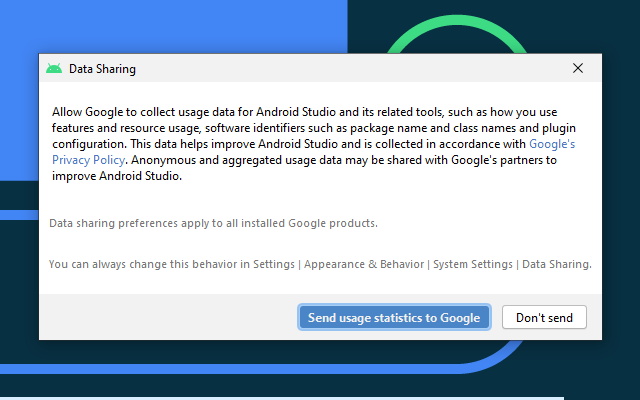 Data Sharing
Allow Google to collect usage data for Android Studio and its related tools, such as how you use
features and resource usage, software identifiers such as package name and class names and plugin
configuration. This data helps improve Android Studio and is collected in accordance with Google's
Privacy Policy. Anonymous and aggregated usage data may be shared with Google's partners to
improve Android Studio.
Data sharing preferences apply to all installed Google products.
You can always change this behavior in Settings | Appearance & Behavior | System Settings | Data Sharing.
Send usage statistics to Google
Don't send